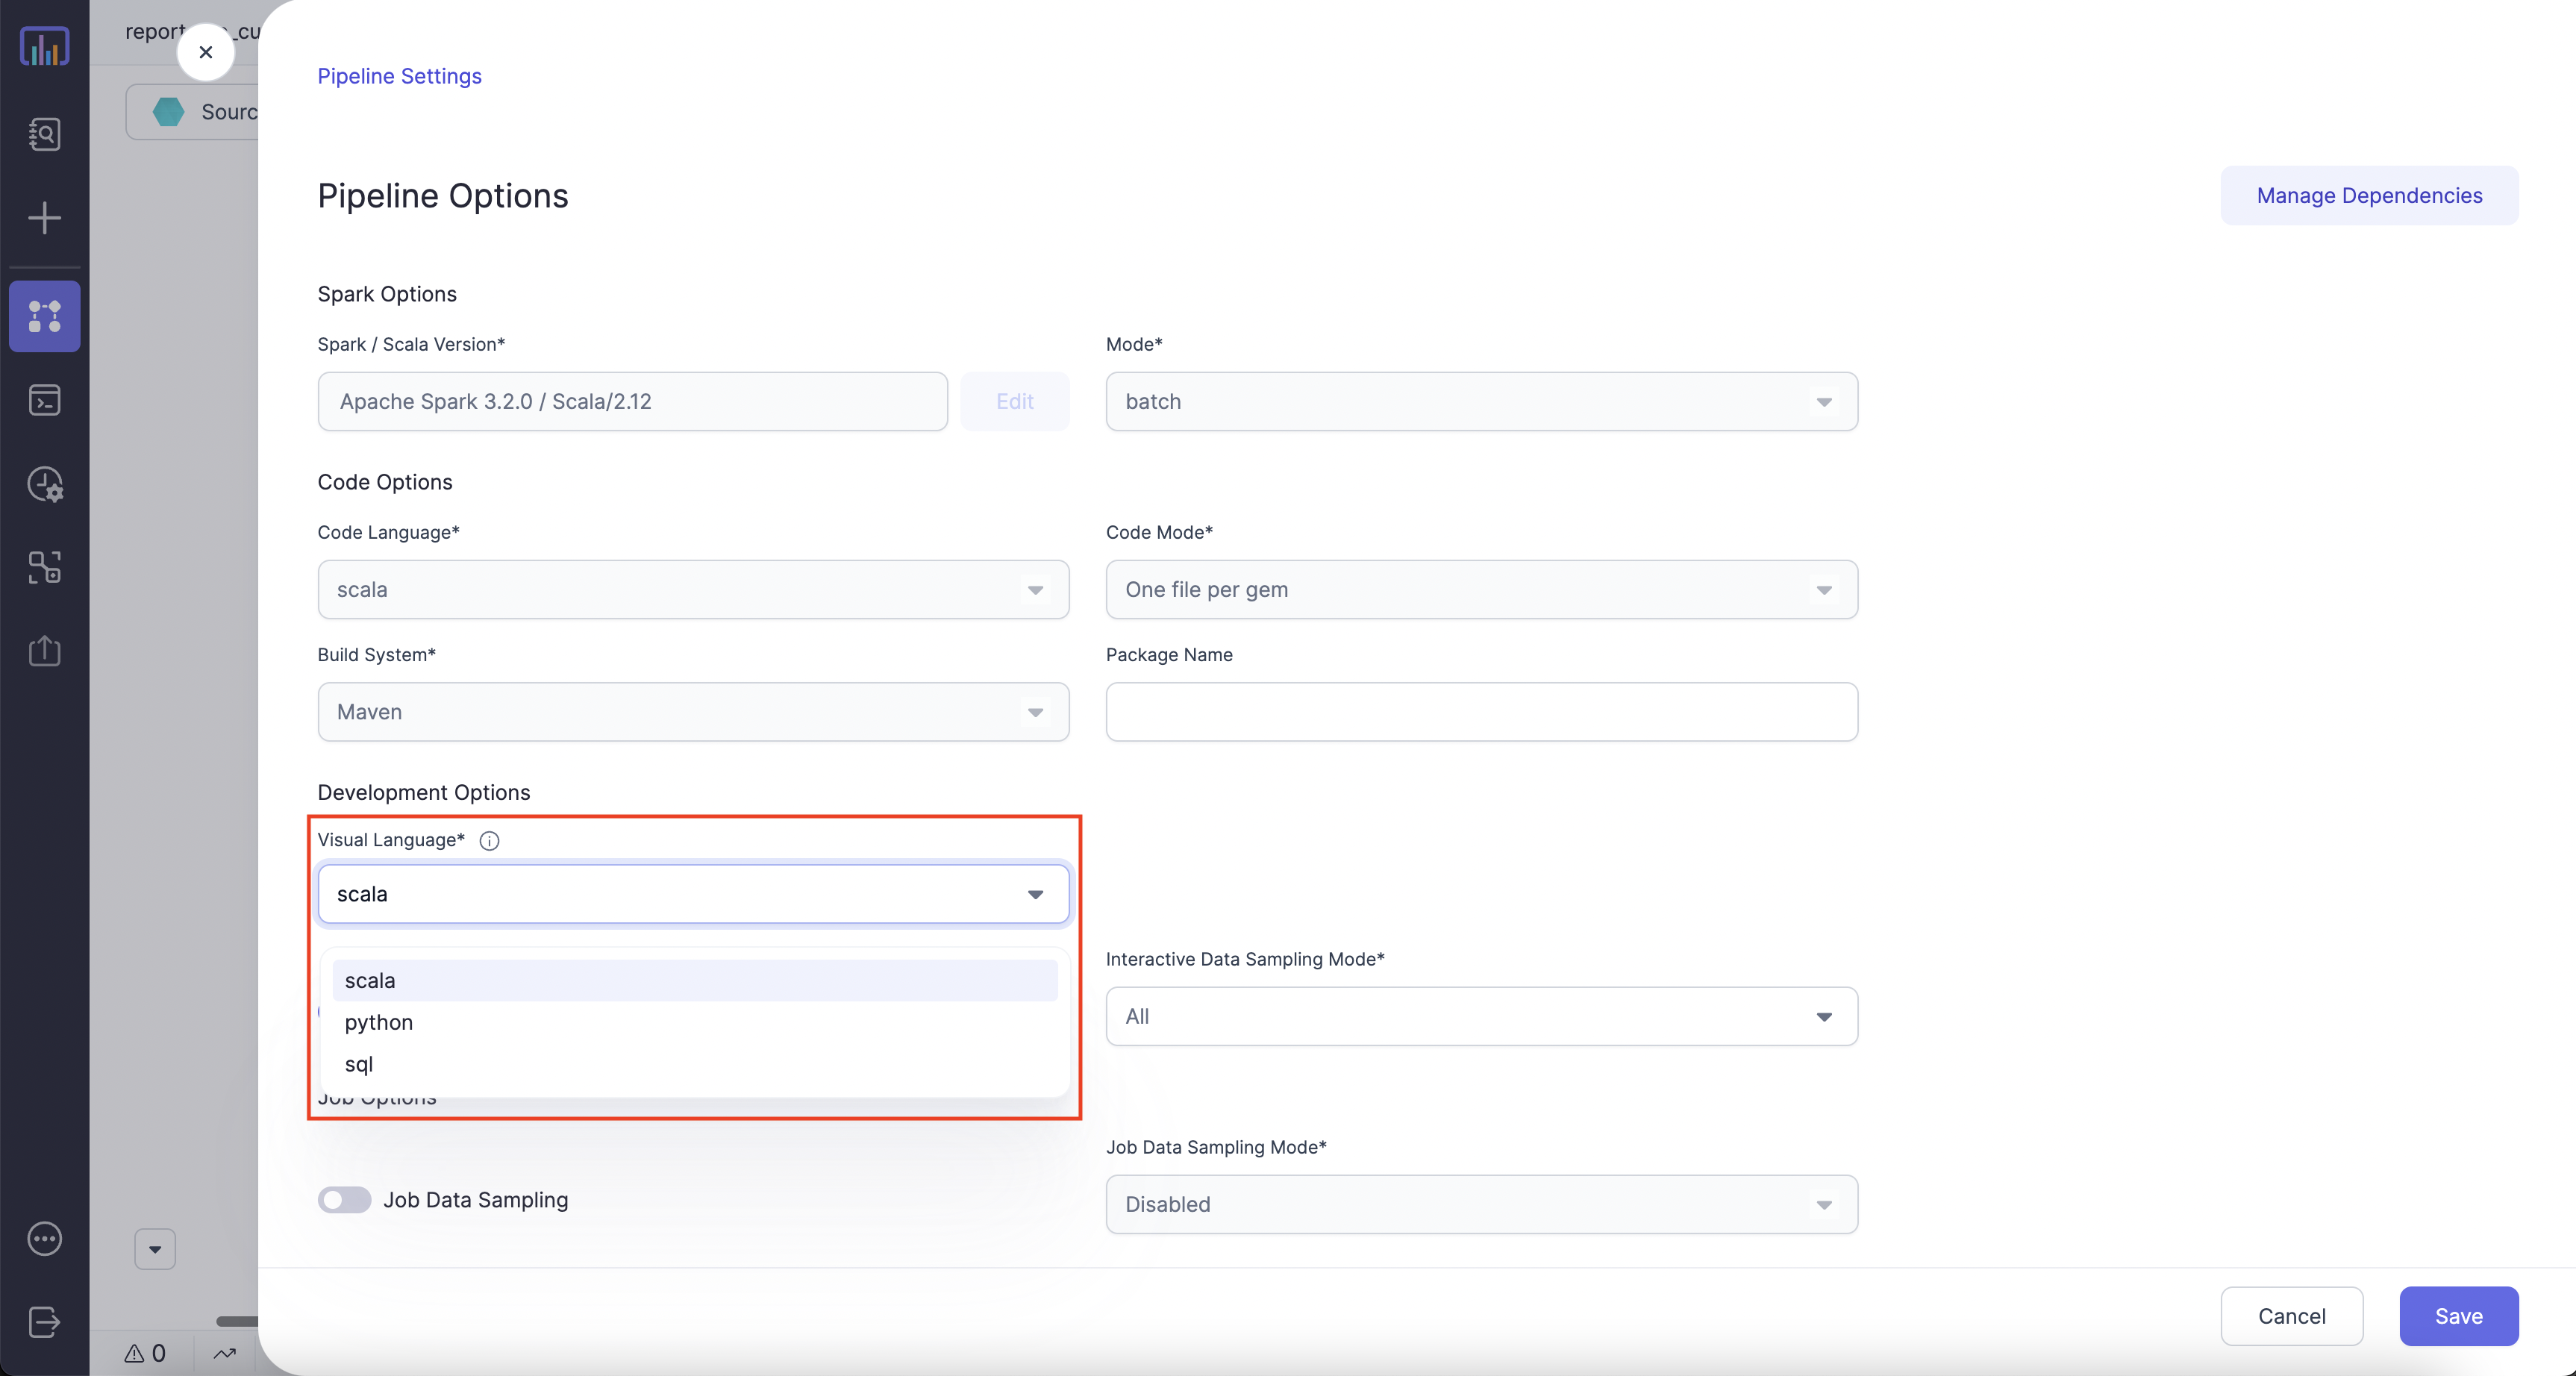 report
_cu
Sourc
Pipeline Settings
Pipeline Options
Manage Dependencies
Spark Options
Spark / Scala Version*
Mode*
Apache Spark 3.2.0 / Scala/2.12
Edit
batch
Code Options
Code Language*
Code Mode*
scala
One file per gem
Build System*
Package Name
Maven
Development Options
Visual Language*
scala
scala
python
sql
Interactive Data Sampling Mode*
All
Job Options
Job Data Sampling Mode*
Job Data Sampling
Disabled
0
Cancel
Save